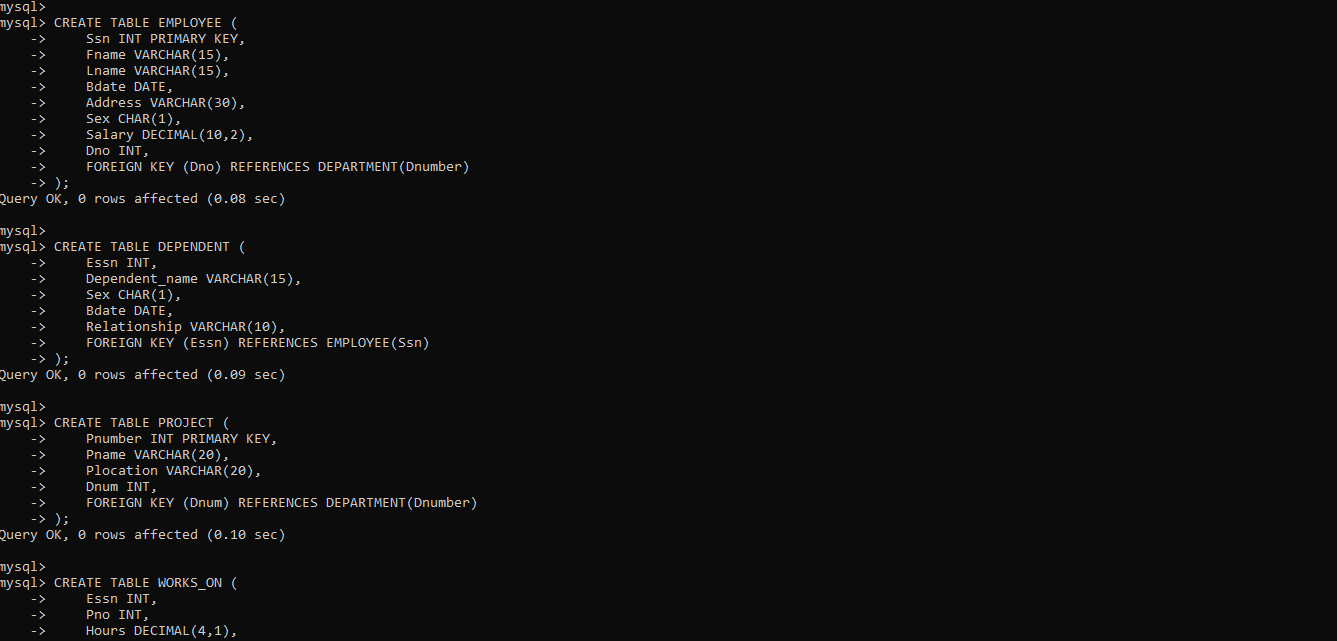 mysql>
mysql> CREATE TABLE EMPLOYEE (
    ->     Ssn INT PRIMARY KEY,
    ->     Fname VARCHAR(15),
    ->     Lname VARCHAR(15),
    ->     Bdate DATE,
    ->     Address VARCHAR(30),
    ->     Sex CHAR(1),
    ->     Salary DECIMAL(10,2),
    ->     Dno INT,
    ->     FOREIGN KEY (Dno) REFERENCES DEPARTMENT(Dnumber)
    -> );
Query OK, 0 rows affected (0.08 sec)

mysql>
mysql> CREATE TABLE DEPENDENT (
    ->     Essn INT,
    ->     Dependent_name VARCHAR(15),
    ->     Sex CHAR(1),
    ->     Bdate DATE,
    ->     Relationship VARCHAR(10),
    ->     FOREIGN KEY (Essn) REFERENCES EMPLOYEE(Ssn)
    -> );
Query OK, 0 rows affected (0.09 sec)

mysql>
mysql> CREATE TABLE PROJECT (
    ->     Pnumber INT PRIMARY KEY,
    ->     Pname VARCHAR(20),
    ->     Plocation VARCHAR(20),
    ->     Dnum INT,
    ->     FOREIGN KEY (Dnum) REFERENCES DEPARTMENT(Dnumber)
    -> );
Query OK, 0 rows affected (0.10 sec)

mysql>
mysql> CREATE TABLE WORKS_ON (
    ->     Essn INT,
    ->     Pno INT,
    ->     Hours DECIMAL(4,1),